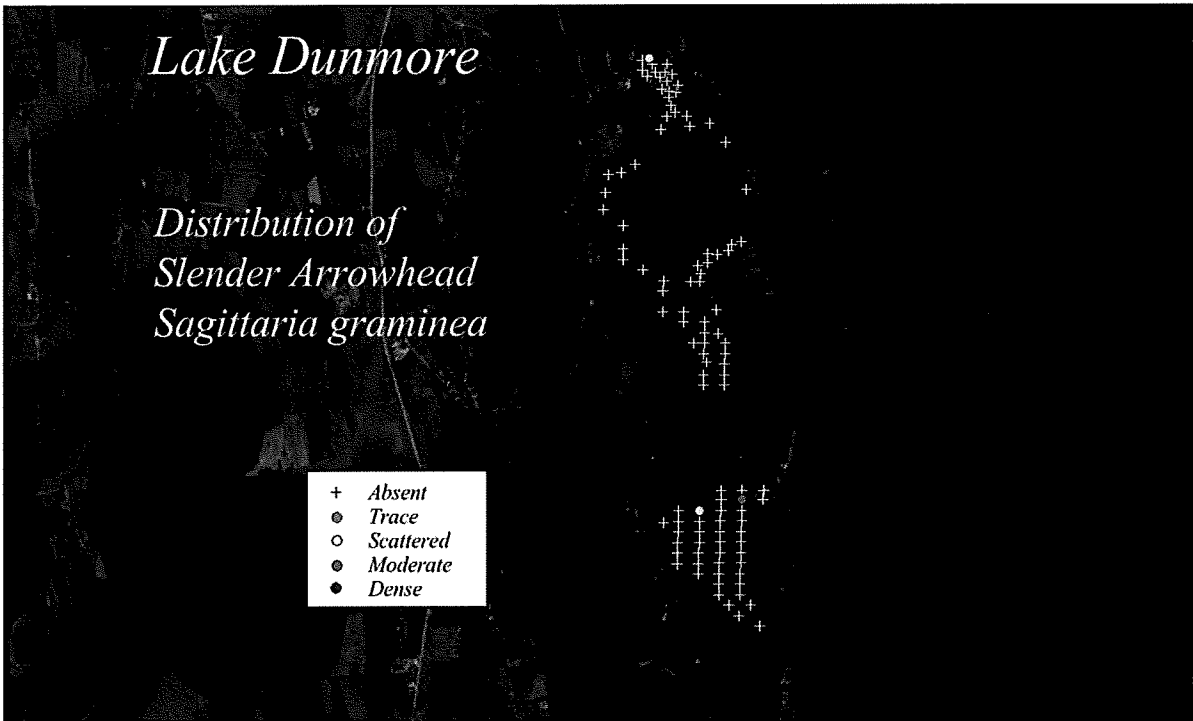 Lake Dunmore
Distribution of
Slender Arrowhead
Sagittaria graminea
Absent
Trace
Scattered
Moderate
Dense